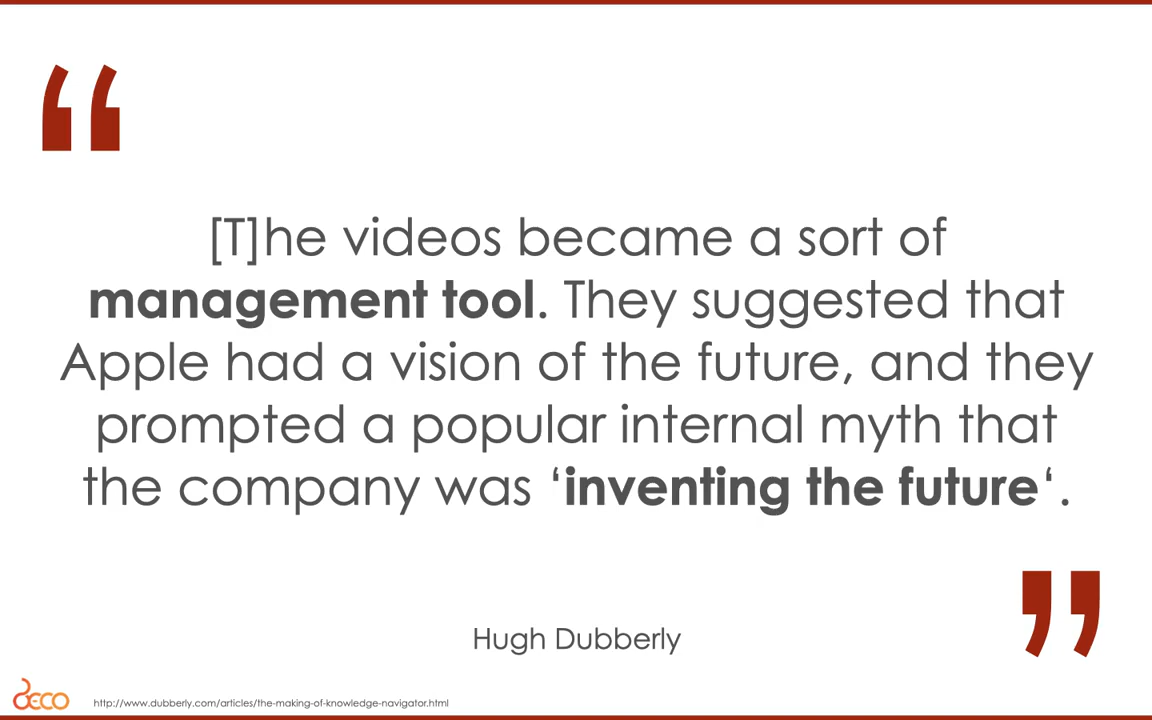 “
[T]he videos became a sort of
management tool. They suggested that
Apple had a vision of the future, and they
prompted a popular internal myth that
the company was ‘inventing the future‘.
”
Hugh Dubberly
DECO
http://www.dubberly.com/articles/the-making-of-knowledge-navigator.html